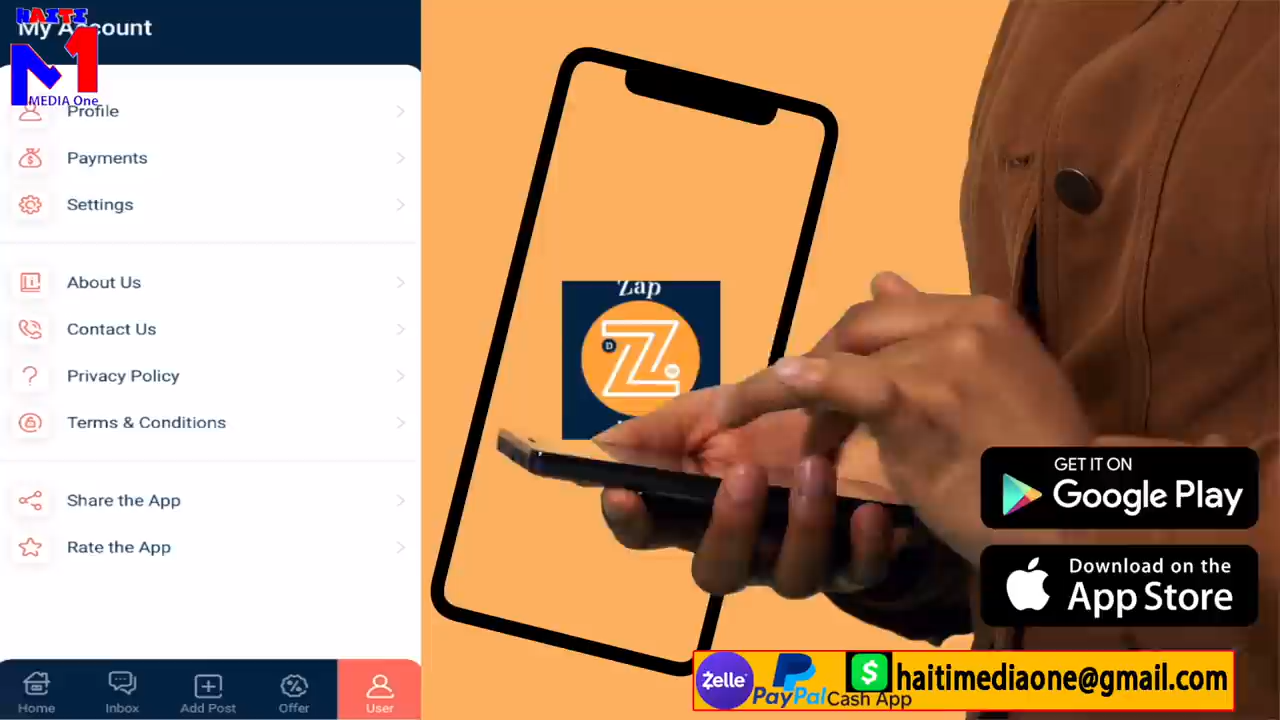 HAITI
M1
MEDIA One
My Account
Profile
Payments
Settings
About Us
Contact Us
Privacy Policy
Terms & Conditions
Share the App
Rate the App
Home
Inbox
Add Post
Offer
User
Zap
D
Z
GET IT ON
Google Play
Download on the
App Store
Zelle
PayPal
$
Cash App
haitimediaone@gmail.com